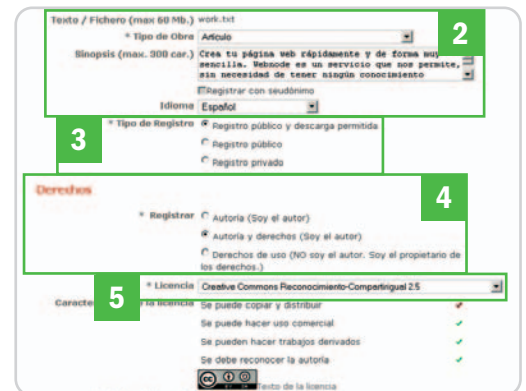 Texto / Fichero (max 60 Mb.) work.txt
* Tipo de Obra Artículo
2
Sinopsis (max. 300 car.) Crea tu página web rápidamente y de forma muy
sencilla. Webnode es un servicio que nos permite,
sin necesidad de tener ningún conocimiento
Registrar con seudónimo
Idioma Español
* Tipo de Registro Registro público y descarga permitida
3
Registro público
Registro privado
Derechos
4
* Registrar Autoría (Soy el autor)
Autoría y derechos (Soy el autor)
Derechos de uso (NO soy el autor. Soy el propietario de
los derechos.)
5
* Licencia Creative Commons Reconocimiento-CompartirIgual 2.5
la licencia Se puede copiar y distribuir
Se puede hacer uso comercial
Se pueden hacer trabajos derivados
Se debe reconocer la autoría
cc
Texto de la licencia